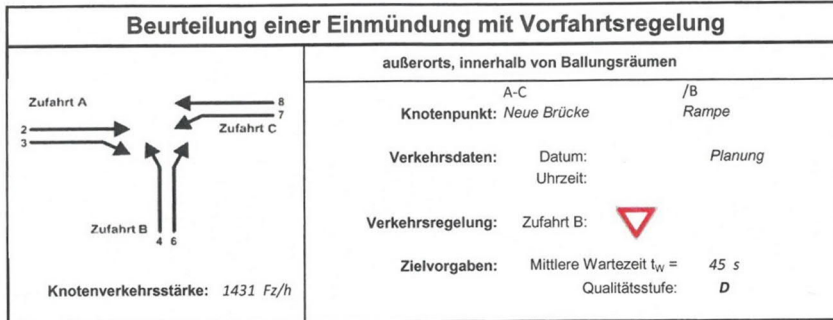 Beurteilung einer Einmündung mit Vorfahrtsregelung
außerorts, innerhalb von Ballungsräumen
Zufahrt A
2
3
8
7
Zufahrt C
Zufahrt B
4 6
Knotenverkehrsstärke: 1431 Fz/h
A-C /B
Knotenpunkt: Neue Brücke Rampe
Verkehrsdaten: Datum: Planung
Uhrzeit:
Verkehrsregelung: Zufahrt B:
Zielvorgaben: Mittlere Wartezeit tW = 45 s
Qualitätsstufe: D